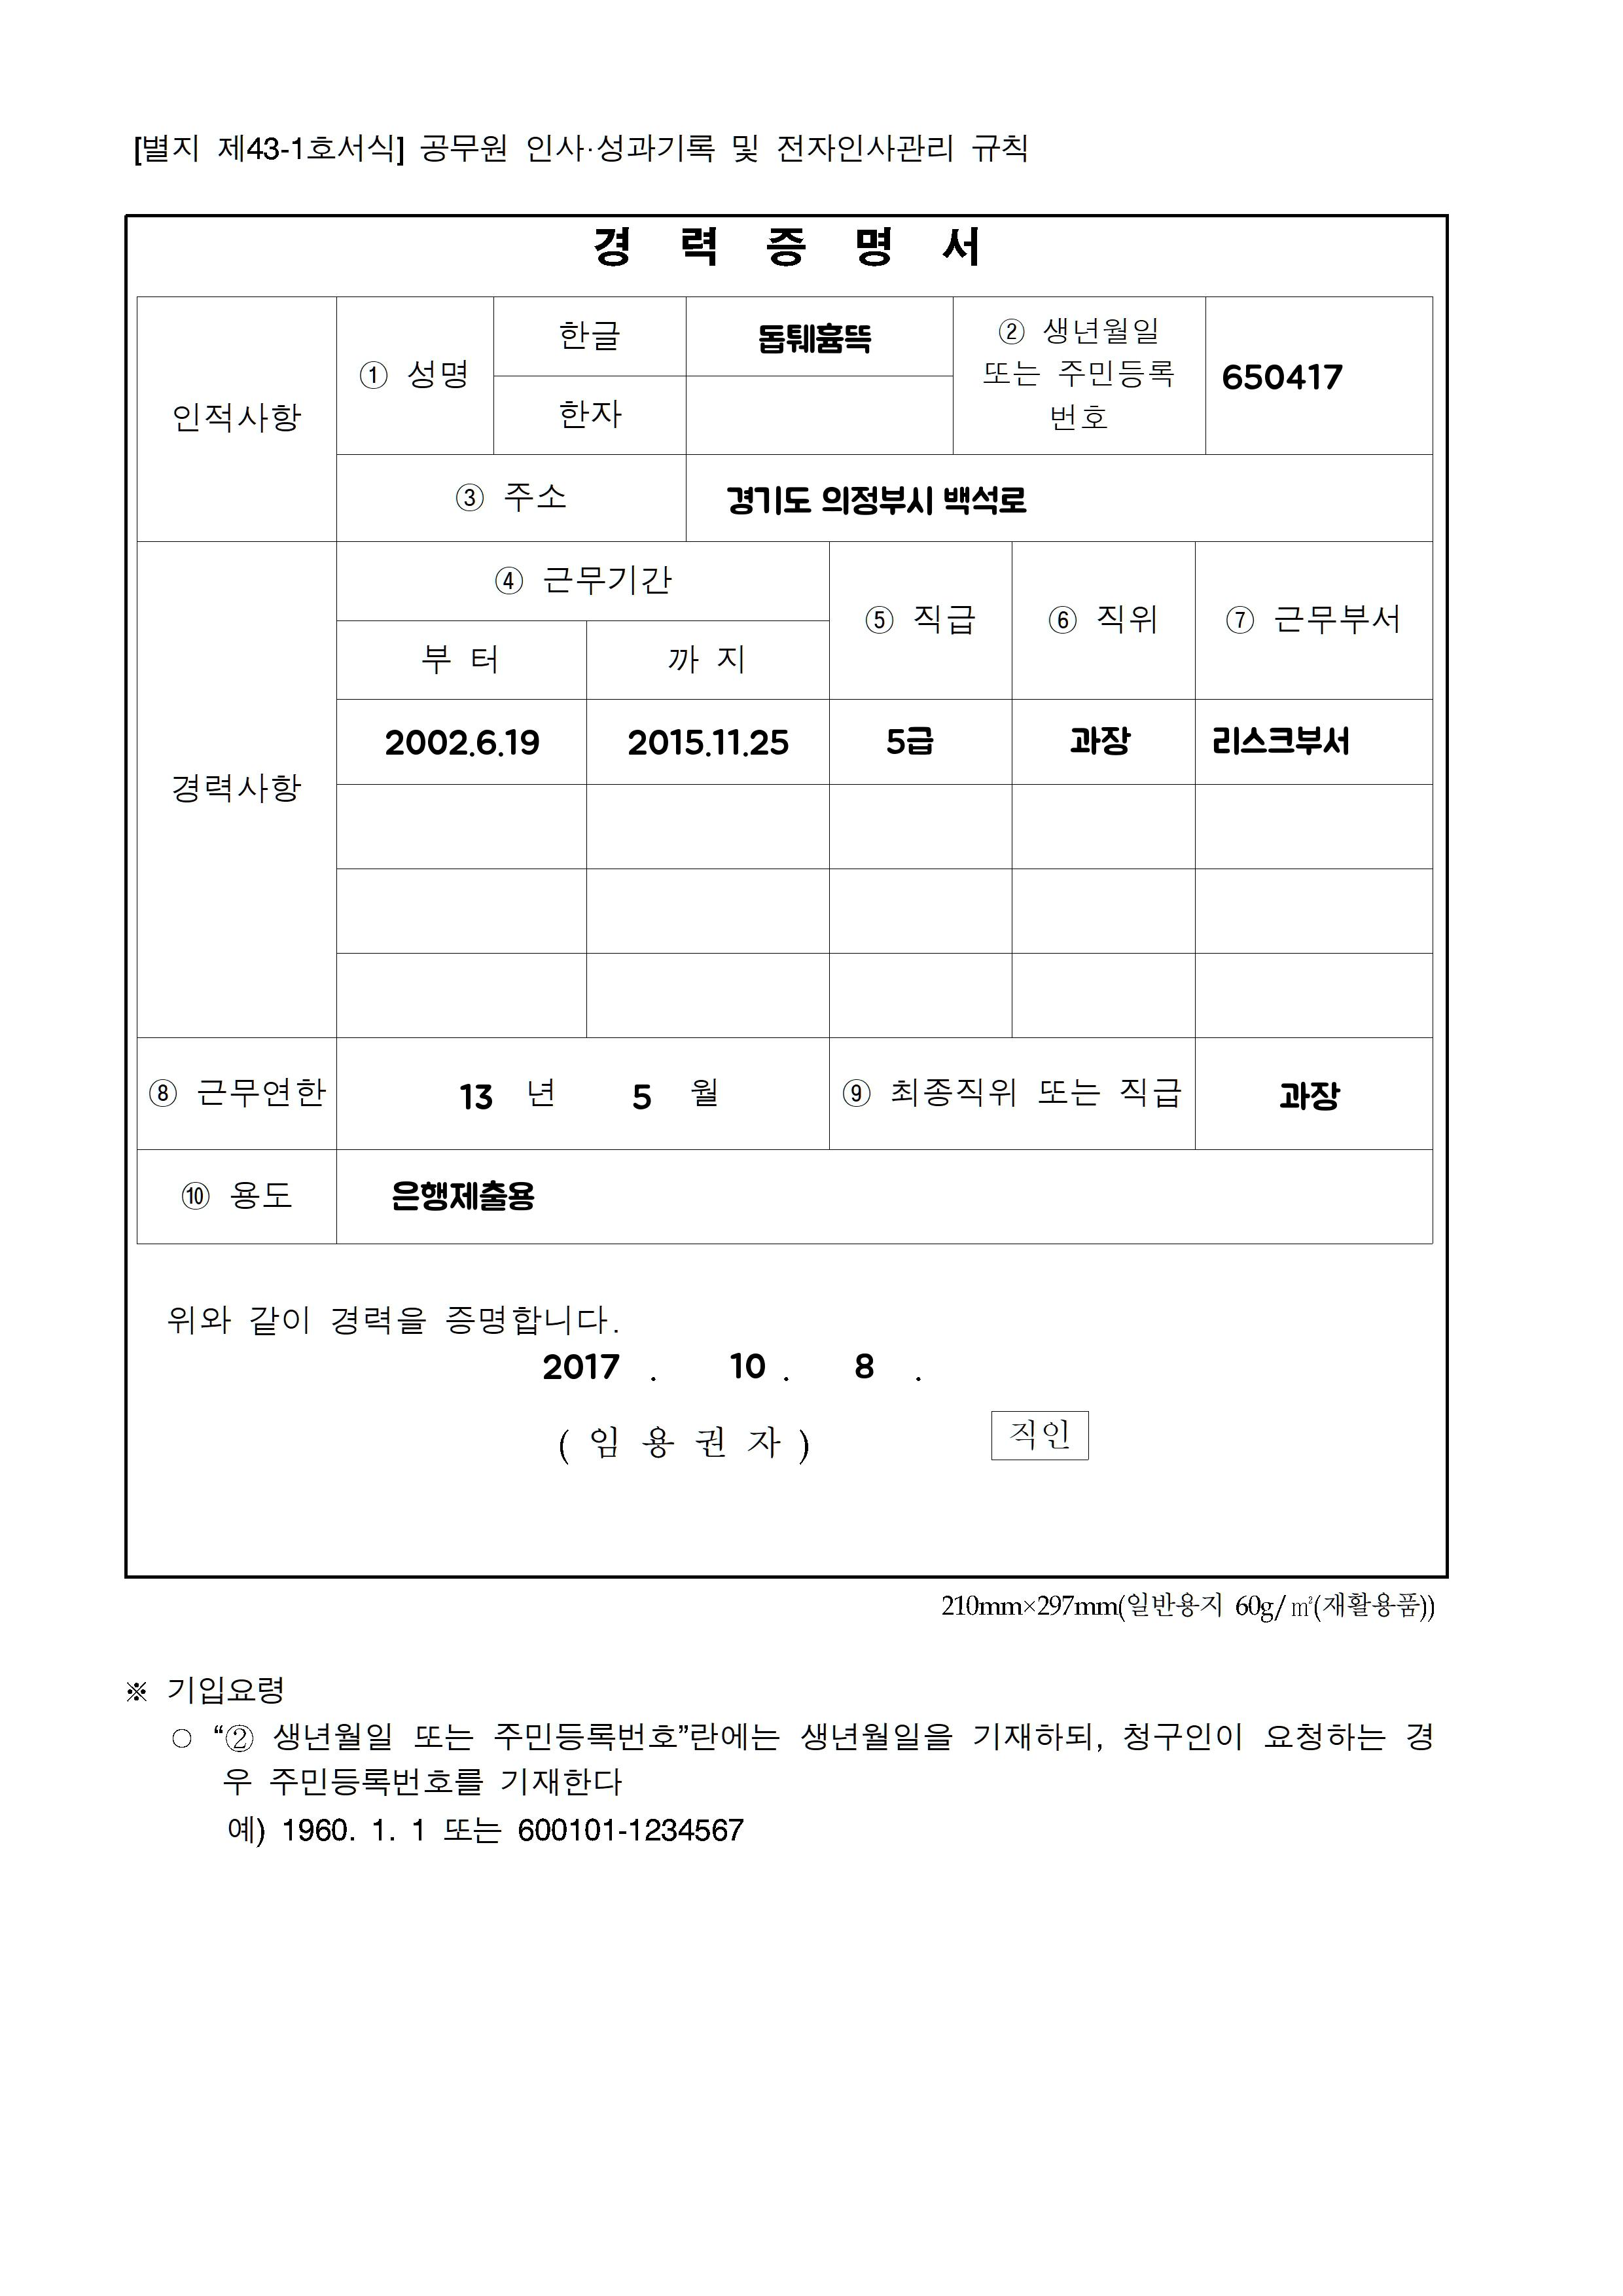 [별지 제43-1호서식] 공무원 인사·성과기록 및 전자인사관리 규칙
경 력 증 명 서
인적사항
① 성명
한글
돕퉤흄뜩
한자
② 생년월일
또는 주민등록
번호
650417
③ 주소
경기도 의정부시 백석로
경력사항
④ 근무기간
부 터
까 지
⑤ 직급
⑥ 직위
⑦ 근무부서
2002.6.19 2015.11.25 5급 과장 리스크부서
⑧ 근무연한 13 년 5 월 ⑨ 최종직위 또는 직급 과장
⑩ 용도 은행제출용
위와 같이 경력을 증명합니다.
2017 . 10 . 8 .
( 임 용 권 자 ) 직인
210mm×297mm(일반용지 60g/㎡(재활용품))
※ 기입요령
○ “② 생년월일 또는 주민등록번호”란에는 생년월일을 기재하되, 청구인이 요청하는 경
우 주민등록번호를 기재한다
예) 1960. 1. 1 또는 600101-1234567